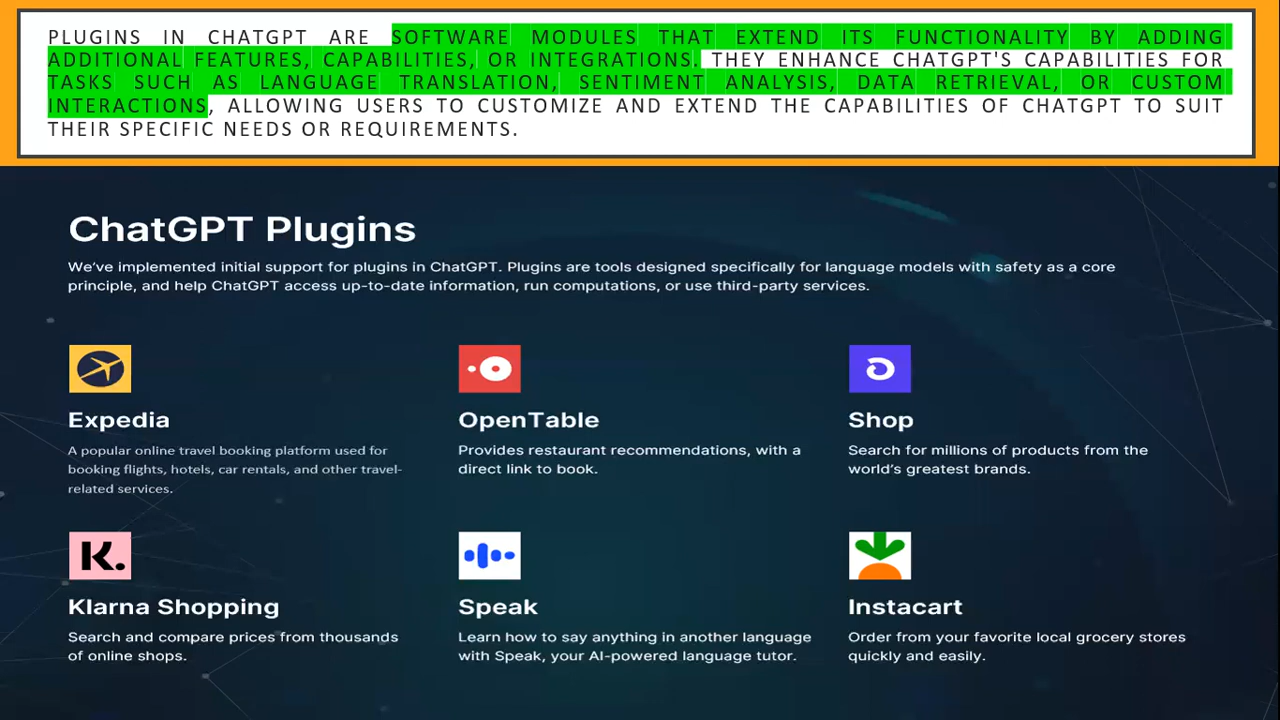 PLUGINS IN CHATGPT ARE SOFTWARE MODULES THAT EXTEND ITS FUNCTIONALITY BY ADDING
ADDITIONAL FEATURES, CAPABILITIES, OR INTEGRATIONS. THEY ENHANCE CHATGPT'S CAPABILITIES FOR
TASKS SUCH AS LANGUAGE TRANSLATION, SENTIMENT ANALYSIS, DATA RETRIEVAL, OR CUSTOM
INTERACTIONS, ALLOWING USERS TO CUSTOMIZE AND EXTEND THE CAPABILITIES OF CHATGPT TO SUIT
THEIR SPECIFIC NEEDS OR REQUIREMENTS.
ChatGPT Plugins
We've implemented initial support for plugins in ChatGPT. Plugins are tools designed specifically for language models with safety as a core
principle, and help ChatGPT access up-to-date information, run computations, or use third-party services.
Expedia
A popular online travel booking platform used for
booking flights, hotels, car rentals, and other travel-
related services.
OpenTable
Provides restaurant recommendations, with a
direct link to book.
Shop
Search for millions of products from the
world's greatest brands.
K.
Klarna Shopping
Search and compare prices from thousands
of online shops.
Speak
Learn how to say anything in another language
with Speak, your AI-powered language tutor.
Instacart
Order from your favorite local grocery stores
quickly and easily.